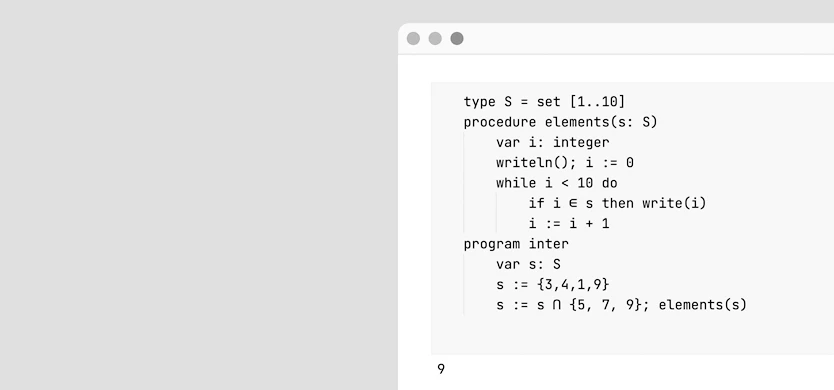 type S = set [1..10]
procedure elements(s: S)
    var i: integer
    writeln(); i := 0
    while i < 10 do
        if i ∈ s then write(i)
        i := i + 1
program inter
    var s: S
    s := {3,4,1,9}
    s := s ∩ {5, 7, 9}; elements(s)
9